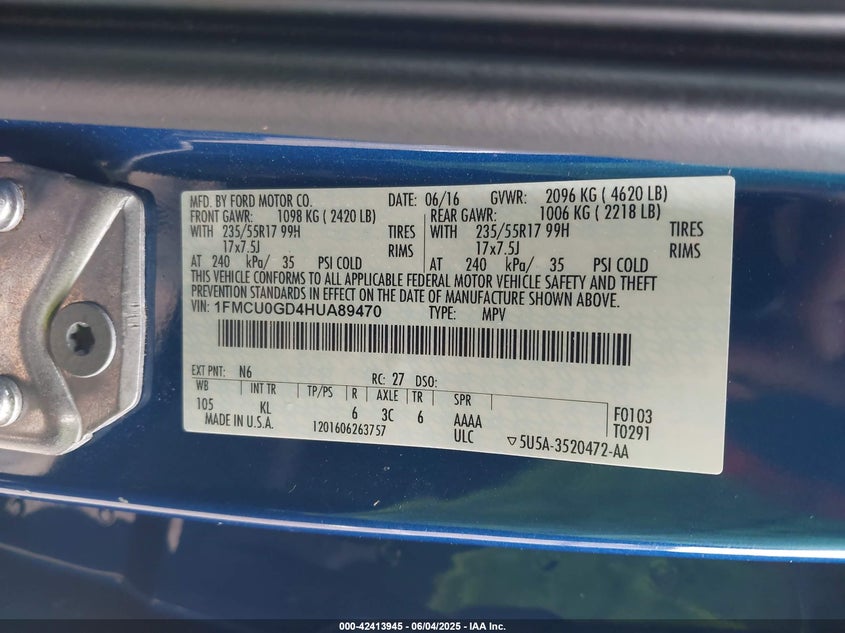 MFD. BY FORD MOTOR CO. DATE: 06/16 GVWR: 2096 KG ( 4620 LB)
FRONT GAWR: 1098 KG ( 2420 LB) REAR GAWR: 1006 KG ( 2218 LB)
WITH 235/55R17 99H TIRES WITH 235/55R17 99H TIRES
17x7.5J RIMS 17x7.5J RIMS
AT 240 kPa/ 35 PSI COLD AT 240 kPa/ 35 PSI COLD
THIS VEHICLE CONFORMS TO ALL APPLICABLE FEDERAL MOTOR VEHICLE SAFETY AND THEFT
PREVENTION STANDARDS IN EFFECT ON THE DATE OF MANUFACTURE SHOWN ABOVE.
VIN: 1FMCU0GD4HUA89470 TYPE: MPV
EXT PNT: N6 RC: 27 DSO:
WB INT TR TP/PS R AXLE TR SPR
105 KL 6 3C 6 AAAA F0103
ULC T0291
MADE IN U.S.A. 1201606263757 ▽5U5A-3520472-AA
000-42413945 - 06/04/2025 - IAA Inc.